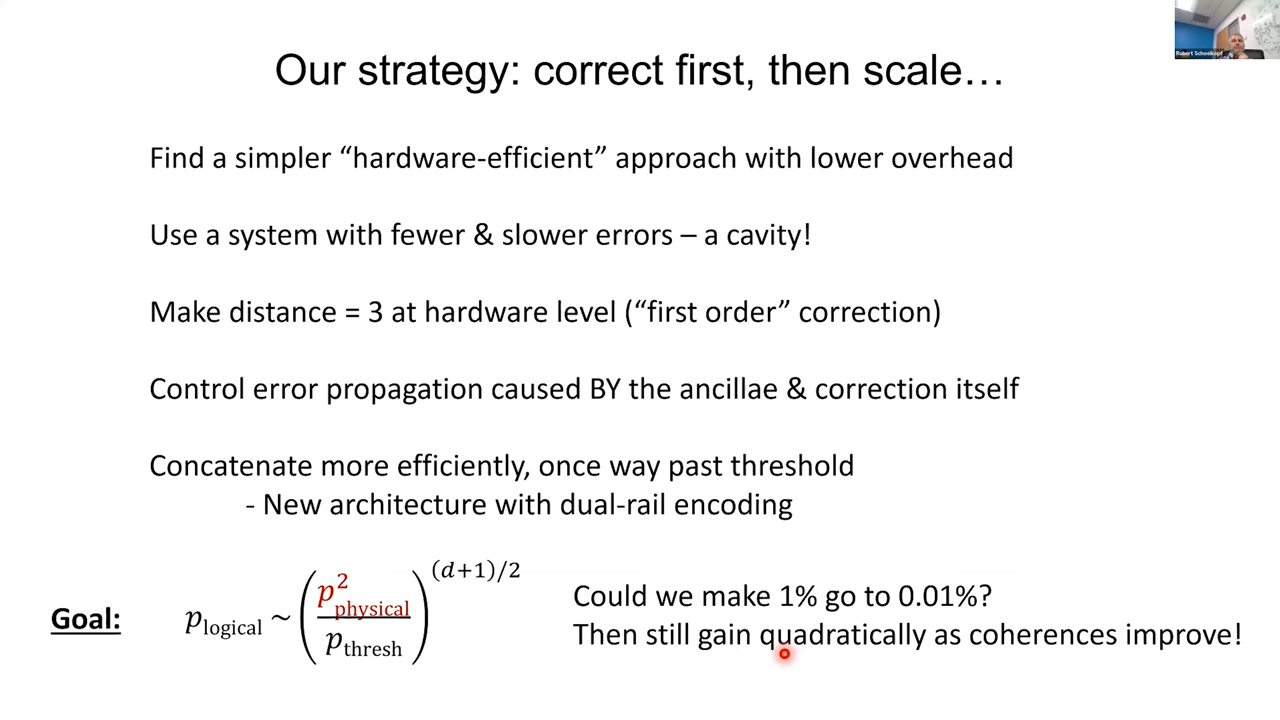 Robert Schoelkopf
Our strategy: correct first, then scale…
Find a simpler “hardware-efficient” approach with lower overhead
Use a system with fewer & slower errors – a cavity!
Make distance = 3 at hardware level (“first order” correction)
Control error propagation caused BY the ancillae & correction itself
Concatenate more efficiently, once way past threshold
- New architecture with dual-rail encoding
Goal: p_logical ~ (p²_physical / p_thresh)^((d+1)/2)
Could we make 1% go to 0.01%?
Then still gain quadratically as coherences improve!